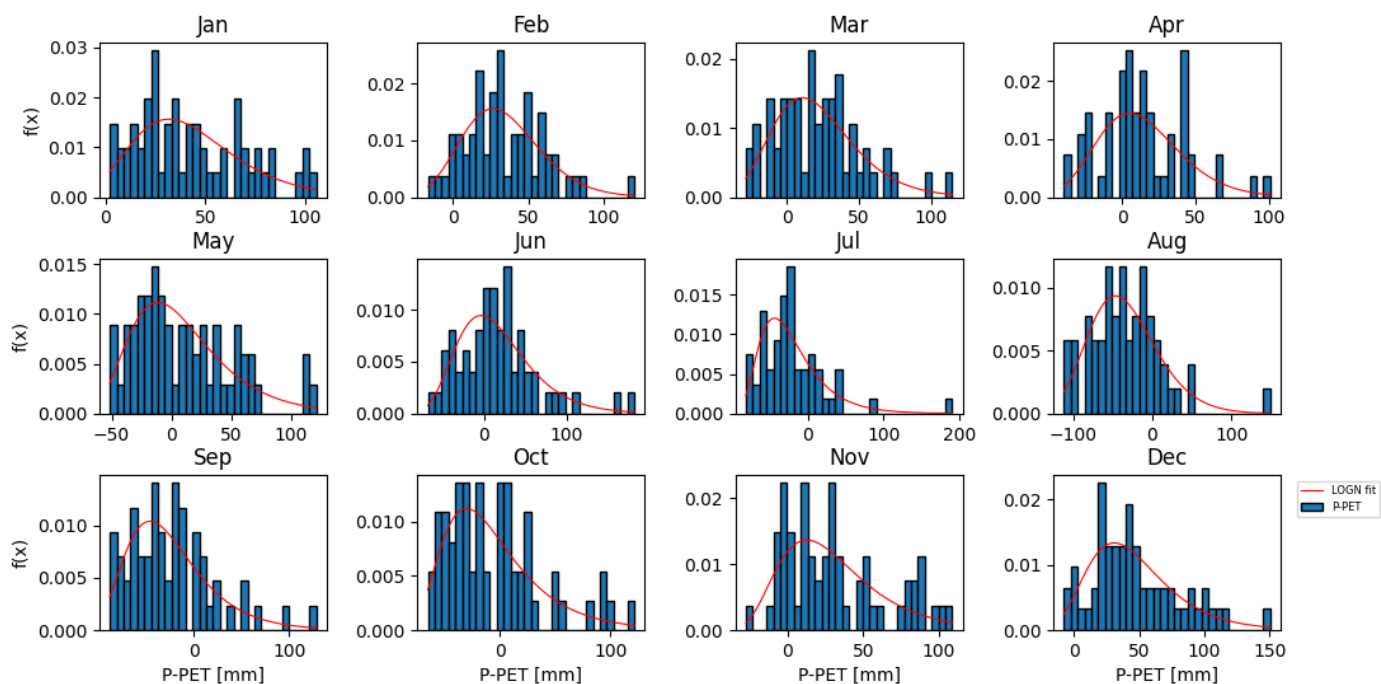 Jan Feb Mar Apr
f(x)
0.03
0.02
0.01
0.00
0 50 100
0.02
0.01
0.00
0 50 100
0.02
0.01
0.00
0 50 100
0.02
0.01
0.00
0 50 100
May Jun Jul Aug
f(x)
0.015
0.010
0.005
0.000
−50 0 50 100
0.010
0.005
0.000
0 100
0.015
0.010
0.005
0.000
0 100 200
0.010
0.005
0.000
−100 0 100
Sep Oct Nov Dec
f(x)
0.010
0.005
0.000
0 100
P-PET [mm]
0.010
0.005
0.000
0 100
P-PET [mm]
0.02
0.01
0.00
0 50 100
P-PET [mm]
0.02
0.01
0.00
0 50 100 150
P-PET [mm]
LOGN fit
P-PET